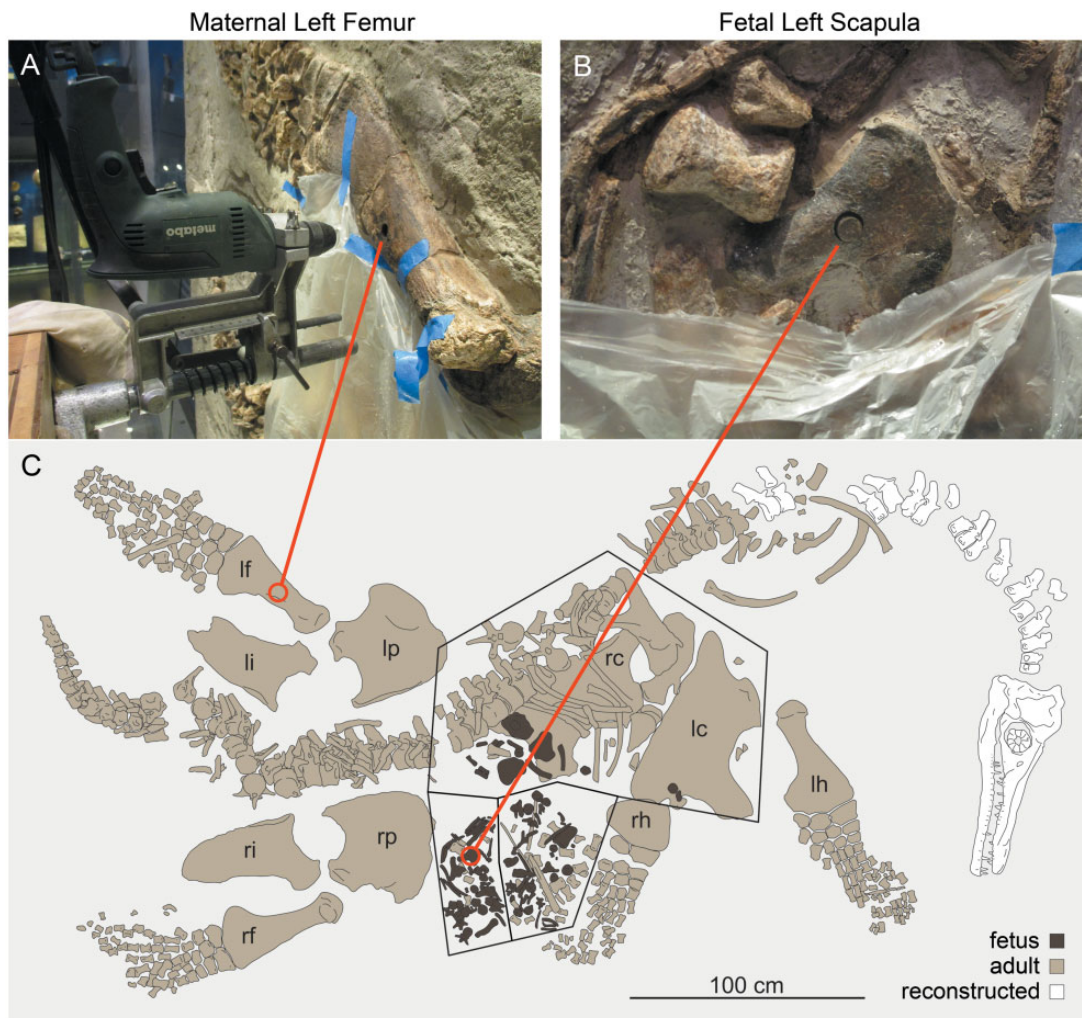 Maternal Left Femur
Fetal Left Scapula
A
B
metabo
C
lf
li
lp
rc
lc
lh
rh
ri
rp
rf
fetus
adult
reconstructed
100 cm